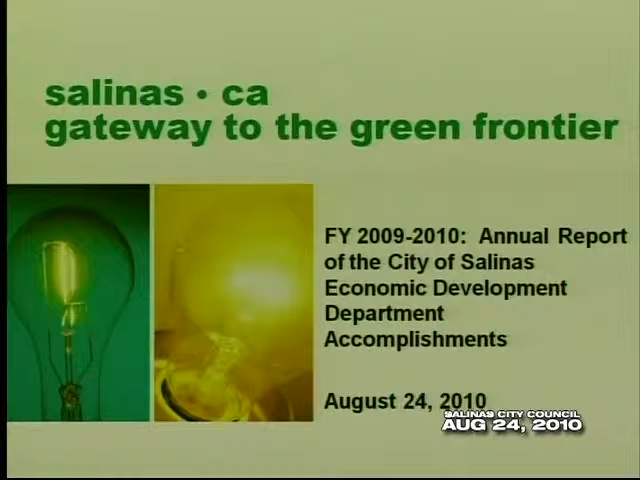 salinas • ca
gateway to the green frontier
FY 2009-2010: Annual Report
of the City of Salinas
Economic Development
Department
Accomplishments
August 24, 2010
SALINAS CITY COUNCIL
AUG 24, 2010